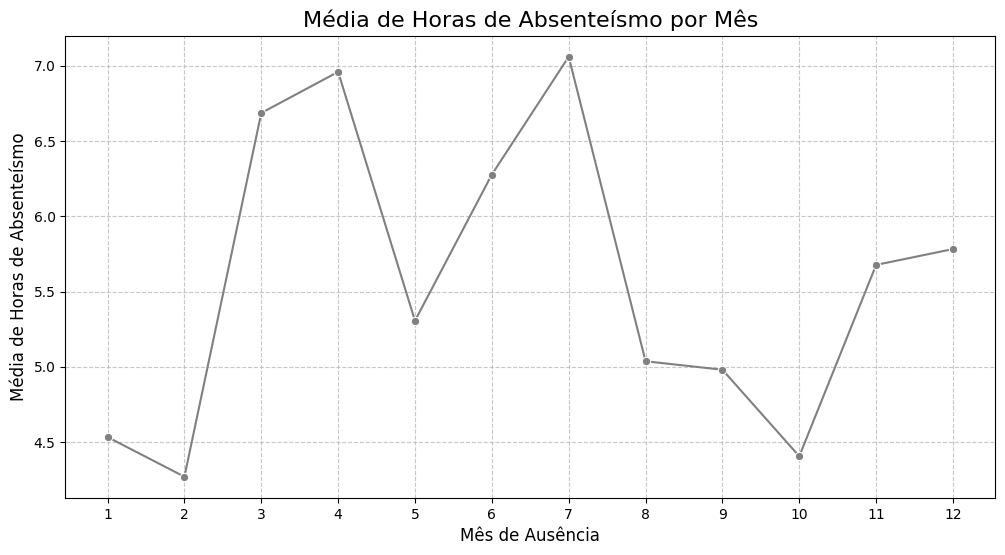 Média de Horas de Absenteísmo por Mês
Média de Horas de Absenteísmo
7.0
6.5
6.0
5.5
5.0
4.5
1 2 3 4 5 6 7 8 9 10 11 12
Mês de Ausência